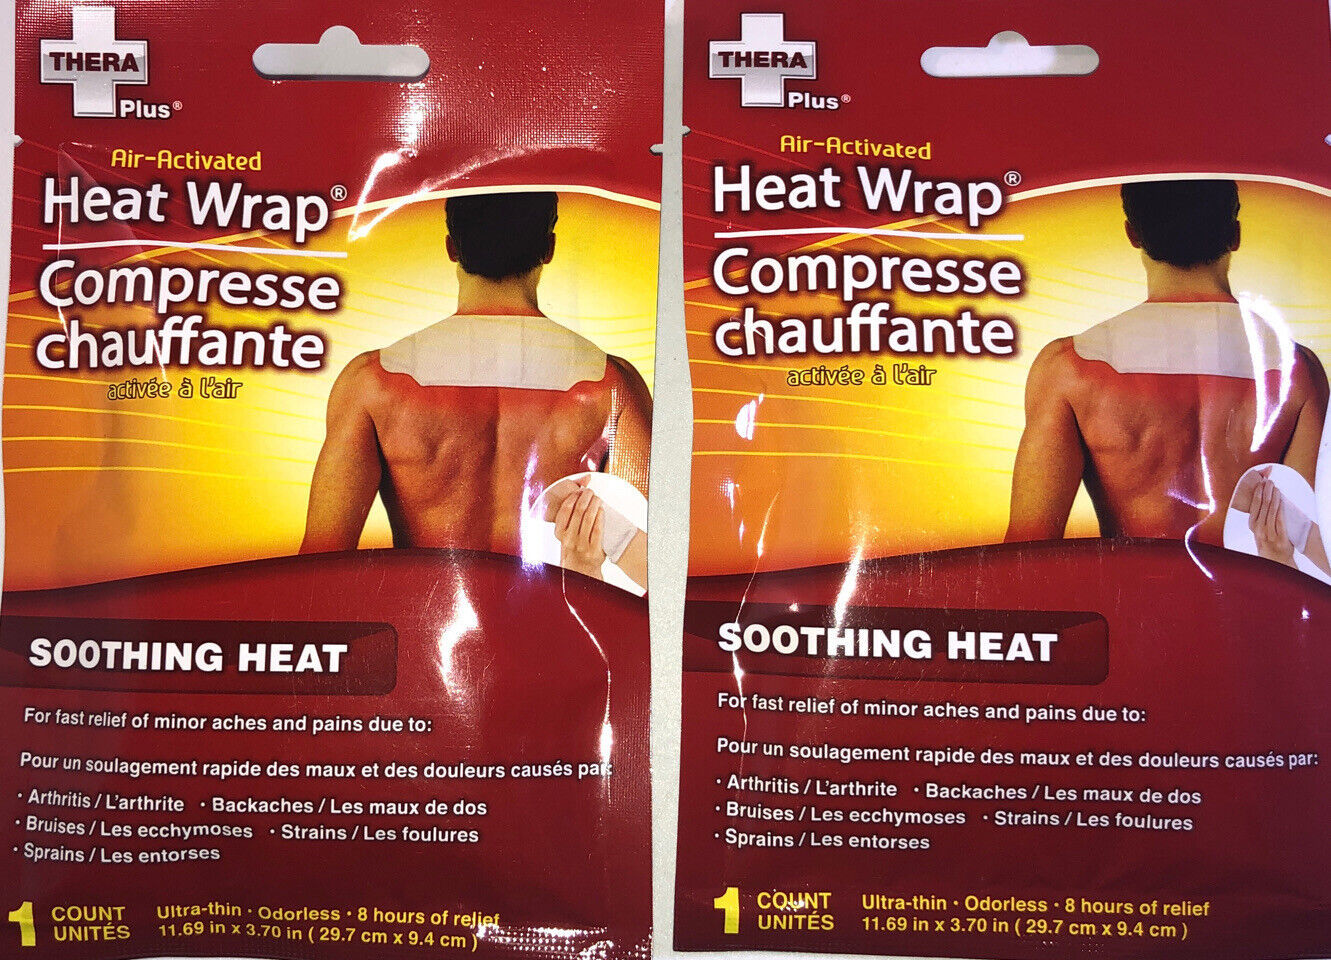 THERA
Plus®
Air-Activated
Heat Wrap®
Compresse
chauffante
activée à l'air
SOOTHING HEAT
For fast relief of minor aches and pains due to:
Pour un soulagement rapide des maux et des douleurs causés par:
· Arthritis / L'arthrite · Backaches / Les maux de dos
· Bruises / Les ecchymoses · Strains / Les foulures
· Sprains / Les entorses
1 COUNT
UNITÉS
Ultra-thin · Odorless · 8 hours of relief
11.69 in x 3.70 in ( 29.7 cm x 9.4 cm )
THERA
Plus®
Air-Activated
Heat Wrap®
Compresse
chauffante
activée à l'air
SOOTHING HEAT
For fast relief of minor aches and pains due to:
Pour un soulagement rapide des maux et des douleurs causés par:
· Arthritis / L'arthrite · Backaches / Les maux de dos
· Bruises / Les ecchymoses · Strains / Les foulures
· Sprains / Les entorses
1 COUNT
UNITÉS
Ultra-thin · Odorless · 8 hours of relief
11.69 in x 3.70 in ( 29.7 cm x 9.4 cm )